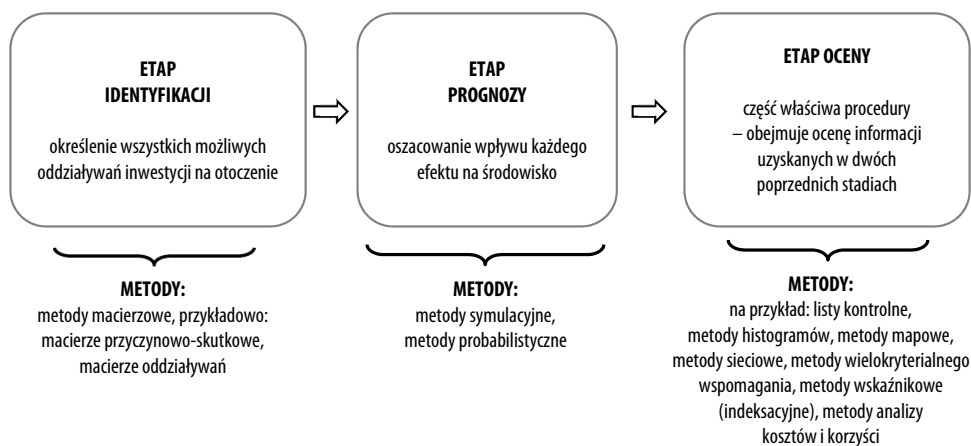 ETAP
IDENTYFIKACJI
określenie wszystkich możliwych
oddziaływań inwestycji na otoczenie
ETAP
PROGNOZY
oszacowanie wpływu każdego
efektu na środowisko
ETAP OCENY
część właściwa procedury
– obejmuje ocenę informacji
uzyskanych w dwóch
poprzednich stadiach
METODY:
metody macierzowe, przykładowo:
macierze przyczynowo-skutkowe,
macierze oddziaływań
METODY:
metody symulacyjne,
metody probabilistyczne
METODY:
na przykład: listy kontrolne,
metody histogramów, metody mapowe,
metody sieciowe, metody wielokryterialnego
wspomagania, metody wskaźnikowe
(indeksacyjne), metody analizy
kosztów i korzyści